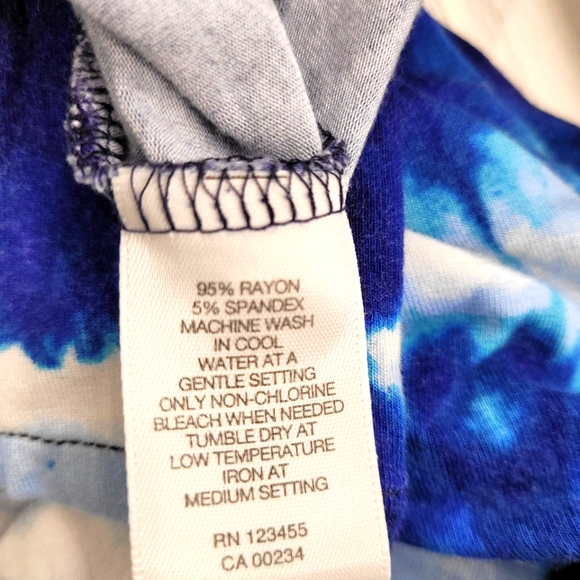 95% RAYON
5% SPANDEX
MACHINE WASH
IN COOL
WATER AT A
GENTLE SETTING
ONLY NON-CHLORINE
BLEACH WHEN NEEDED
TUMBLE DRY AT
LOW TEMPERATURE
IRON AT
MEDIUM SETTING
RN 123455
CA 00234